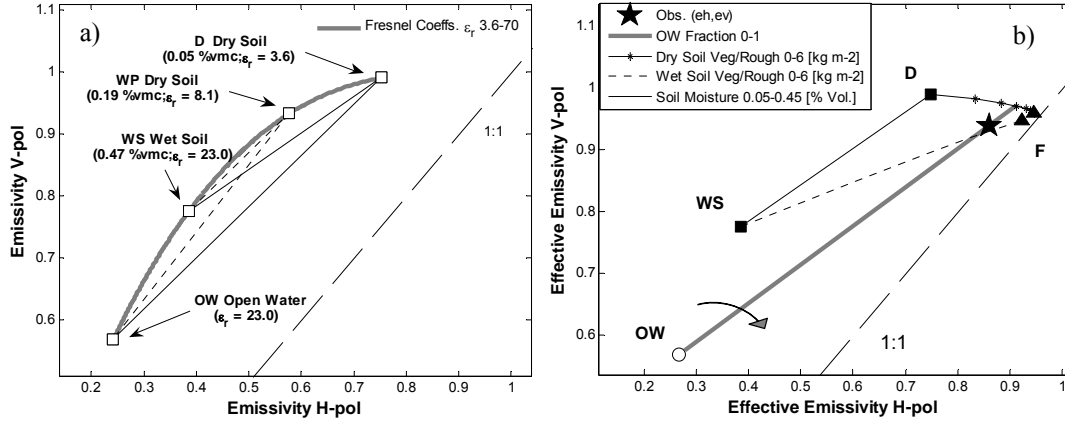 a)
Fresnel Coeffs. εr 3.6-70
D Dry Soil
(0.05 %vmc;εr = 3.6)
WP Dry Soil
(0.19 %vmc;εr = 8.1)
WS Wet Soil
(0.47 %vmc;εr = 23.0)
OW Open Water
(εr = 23.0)
1:1
Emissivity V-pol
1.1
1
0.9
0.8
0.7
0.6
0.2 0.3 0.4 0.5 0.6 0.7 0.8 0.9 1
Emissivity H-pol
b)
Obs. (eh,ev)
OW Fraction 0-1
Dry Soil Veg/Rough 0-6 [kg m-2]
Wet Soil Veg/Rough 0-6 [kg m-2]
Soil Moisture 0.05-0.45 [% Vol.]
D
F
WS
OW
1:1
Effective Emissivity V-pol
1.1
1
0.9
0.8
0.7
0.6
0.2 0.3 0.4 0.5 0.6 0.7 0.8 0.9 1
Effective Emissivity H-pol